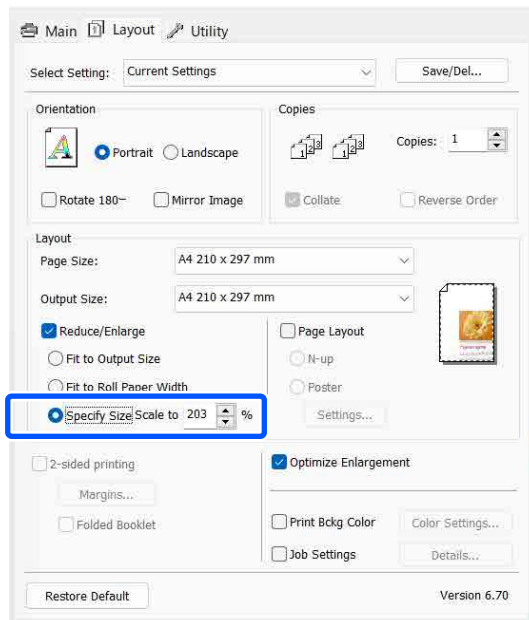 Main Layout Utility
Select Setting: Current Settings Save/Del...
Orientation
Portrait Landscape
Rotate 180~ Mirror Image
Copies
Copies: 1
Collate Reverse Order
Layout
Page Size: A4 210 x 297 mm
Output Size: A4 210 x 297 mm
Reduce/Enlarge
Fit to Output Size
Fit to Roll Paper Width
Specify Size Scale to 203 %
Page Layout
N-up
Poster
Settings...
2-sided printing
Margins...
Folded Booklet
Optimize Enlargement
Print Bckg Color Color Settings...
Job Settings Details...
Restore Default Version 6.70